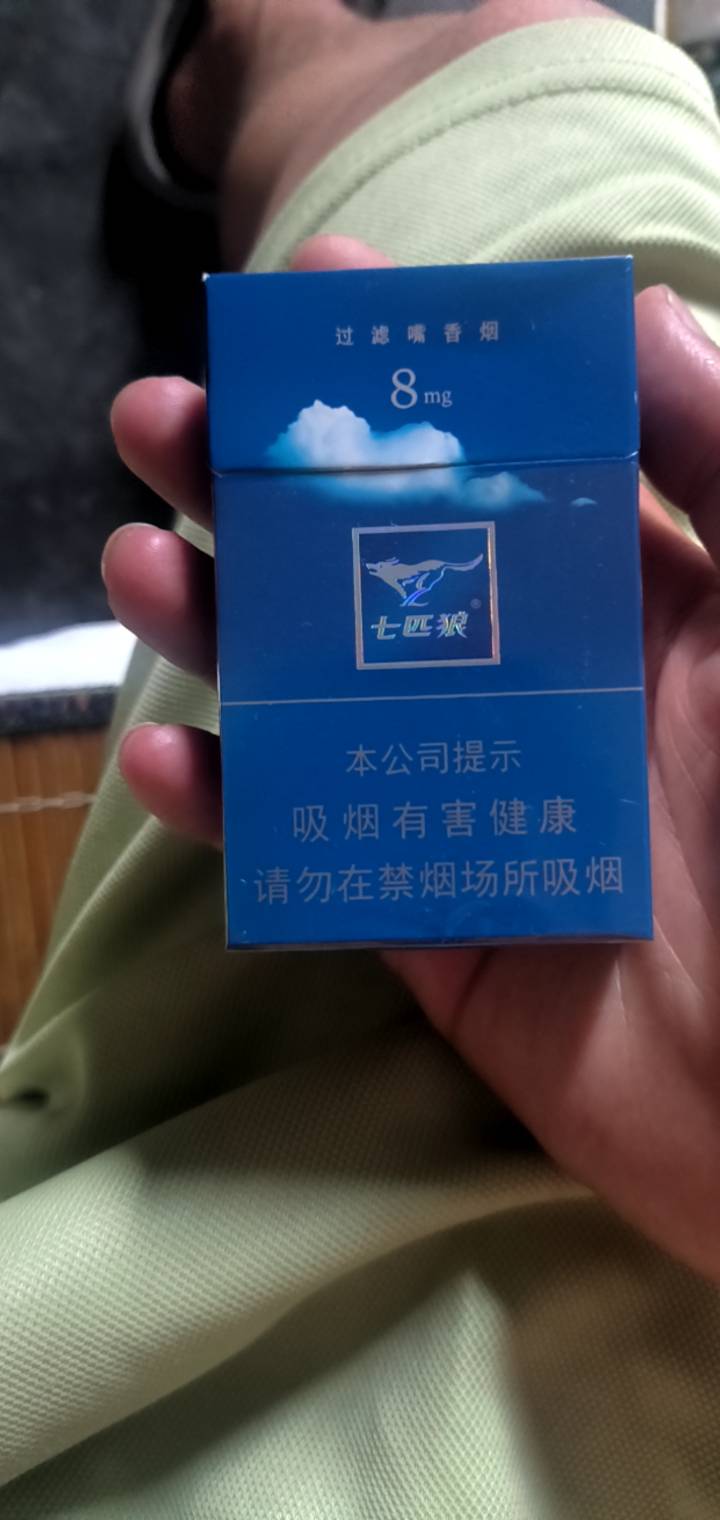 过滤嘴香烟
8mg
七匹狼®
本公司提示
吸烟有害健康
请勿在禁烟场所吸烟